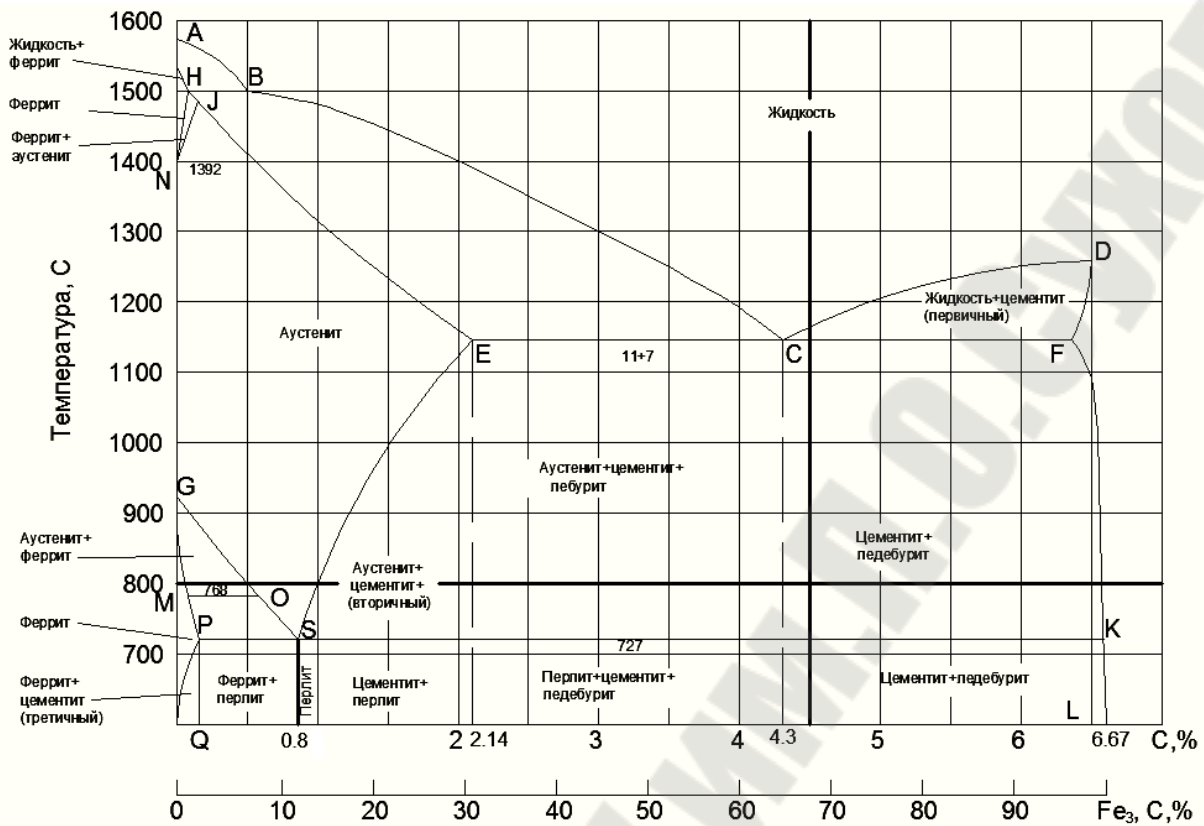 1600
A
Жидкость+
феррит
H
B
1500
J
Феррит
Жидкость
Феррит+
аустенит
1400
1392
N
1300
D
1200
Жидкость+цементит
(первичный)
Температура, С
Аустенит
E
11+7
C
F
1100
1000
Аустенит+цементит+
пебурит
G
900
Аустенит+
феррит
Цементит+
педебурит
Аустенит+
цементит+
(вторичный)
800
768
M
O
Феррит
P
S
727
K
700
Феррит+
цементит
(третичный)
Феррит+
перлит
Перлит
Цементит+
перлит
Перлит+цементит+
педебурит
Цементит+педебурит
L
Q
0.8
2
2.14
3
4
4.3
5
6
6.67
С,%
0 10 20 30 40 50 60 70 80 90 Fe3, C,%
им.П.О.Сухо